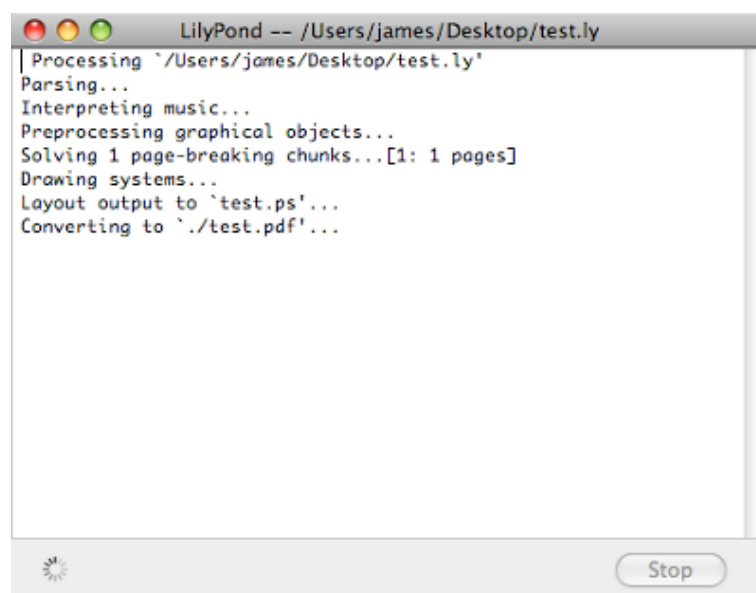 LilyPond -- /Users/james/Desktop/test.ly
Processing `/Users/james/Desktop/test.ly'
Parsing...
Interpreting music...
Preprocessing graphical objects...
Solving 1 page-breaking chunks...[1: 1 pages]
Drawing systems...
Layout output to `test.ps'...
Converting to `./test.pdf'...
Stop